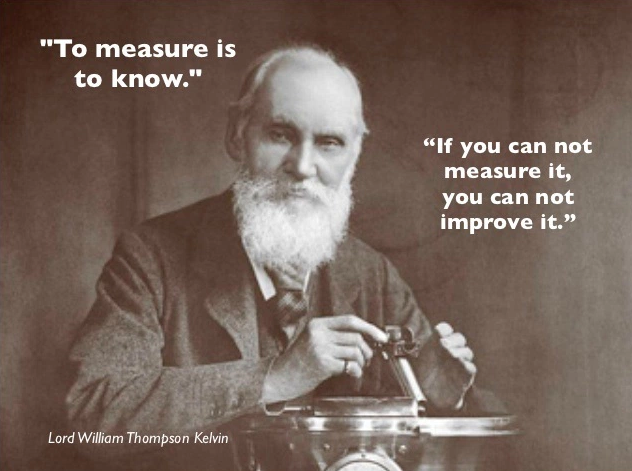 "To measure is
to know."
“If you can not
measure it,
you can not
improve it.”
Lord William Thompson Kelvin